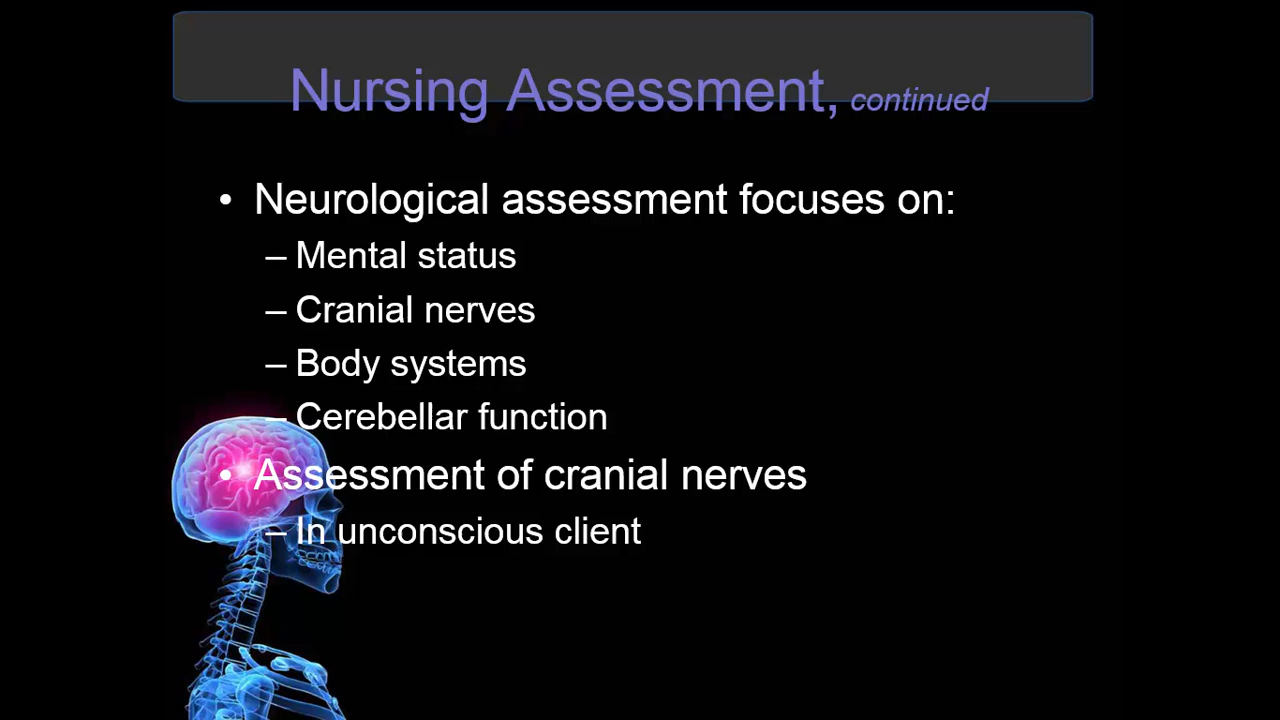 Nursing Assessment, continued
• Neurological assessment focuses on:
– Mental status
– Cranial nerves
– Body systems
– Cerebellar function
• Assessment of cranial nerves
– In unconscious client